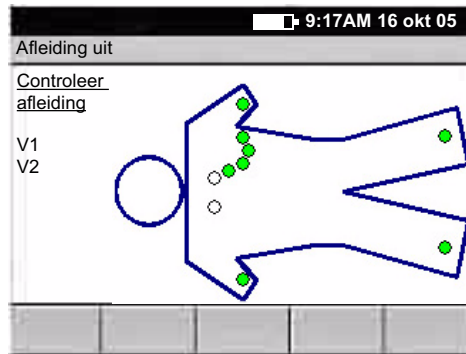 9:17AM 16 okt 05
Afleiding uit
Controleer
afleiding
V1
V2